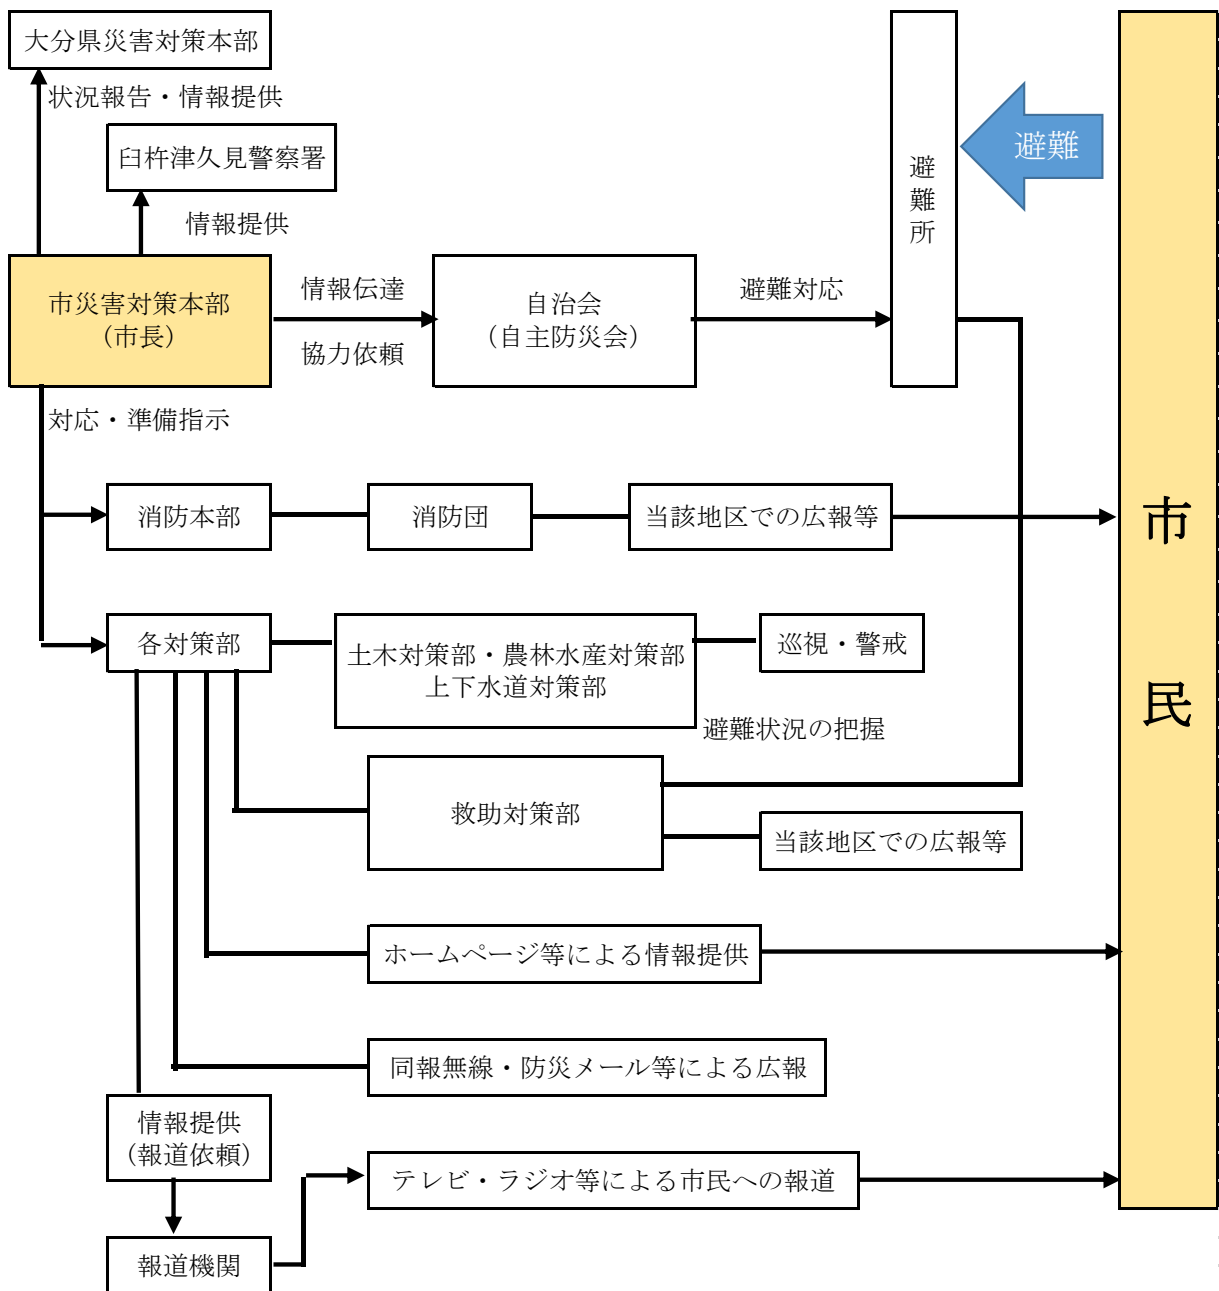 大分県災害対策本部
状況報告・情報提供
臼杵津久見警察署
情報提供
市災害対策本部
(市長)
情報伝達
協力依頼
自治会
(自主防災会)
避難対応
避難所
避難
対応・準備指示
消防本部
消防団
当該地区での広報等
市民
各対策部
土木対策部・農林水産対策部
上下水道対策部
巡視・警戒
避難状況の把握
救助対策部
当該地区での広報等
ホームページ等による情報提供
同報無線・防災メール等による広報
情報提供
(報道依頼)
テレビ・ラジオ等による市民への報道
報道機関